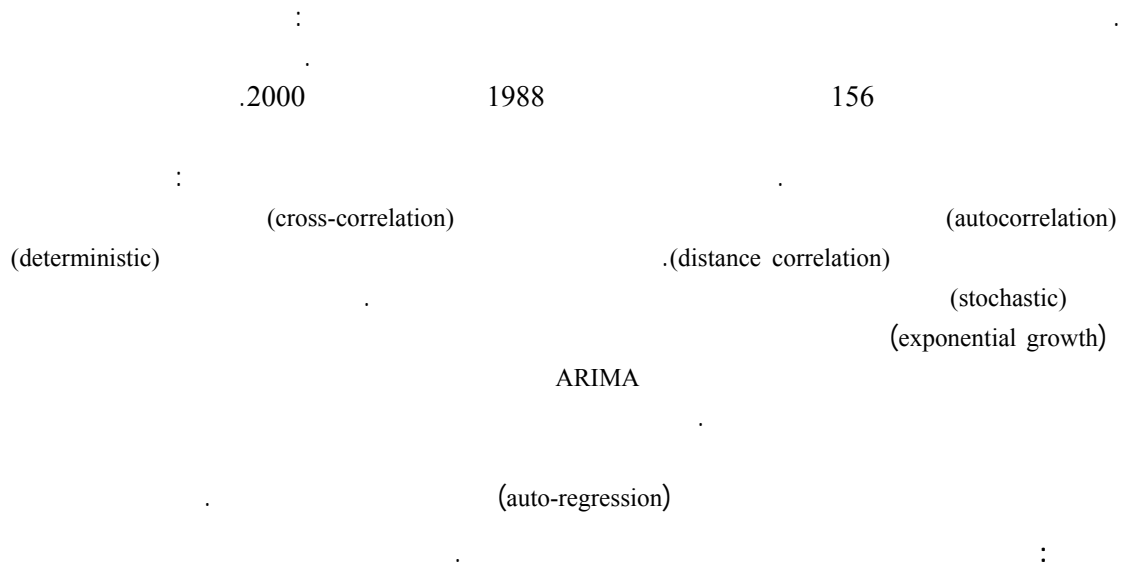 : .
.
156 1988 2000.
: .
(autocorrelation) (cross-correlation)
(distance correlation). (deterministic)
(stochastic) .
(exponential growth)
ARIMA
.
(auto-regression) .
: .